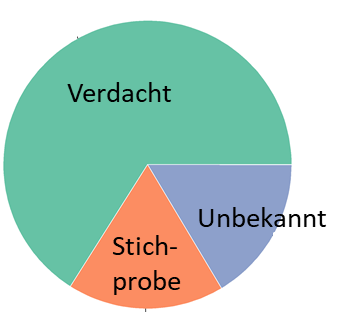 Verdacht
Unbekannt
Stich-
probe